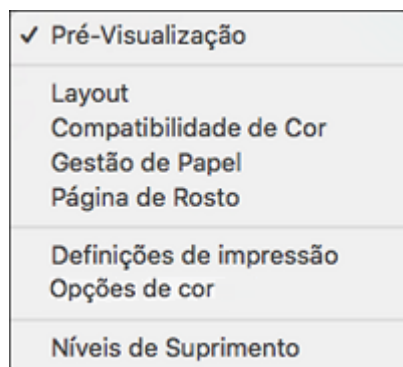 ✓ Pré-Visualização
Layout
Compatibilidade de Cor
Gestão de Papel
Página de Rosto
Definições de impressão
Opções de cor
Níveis de Suprimento